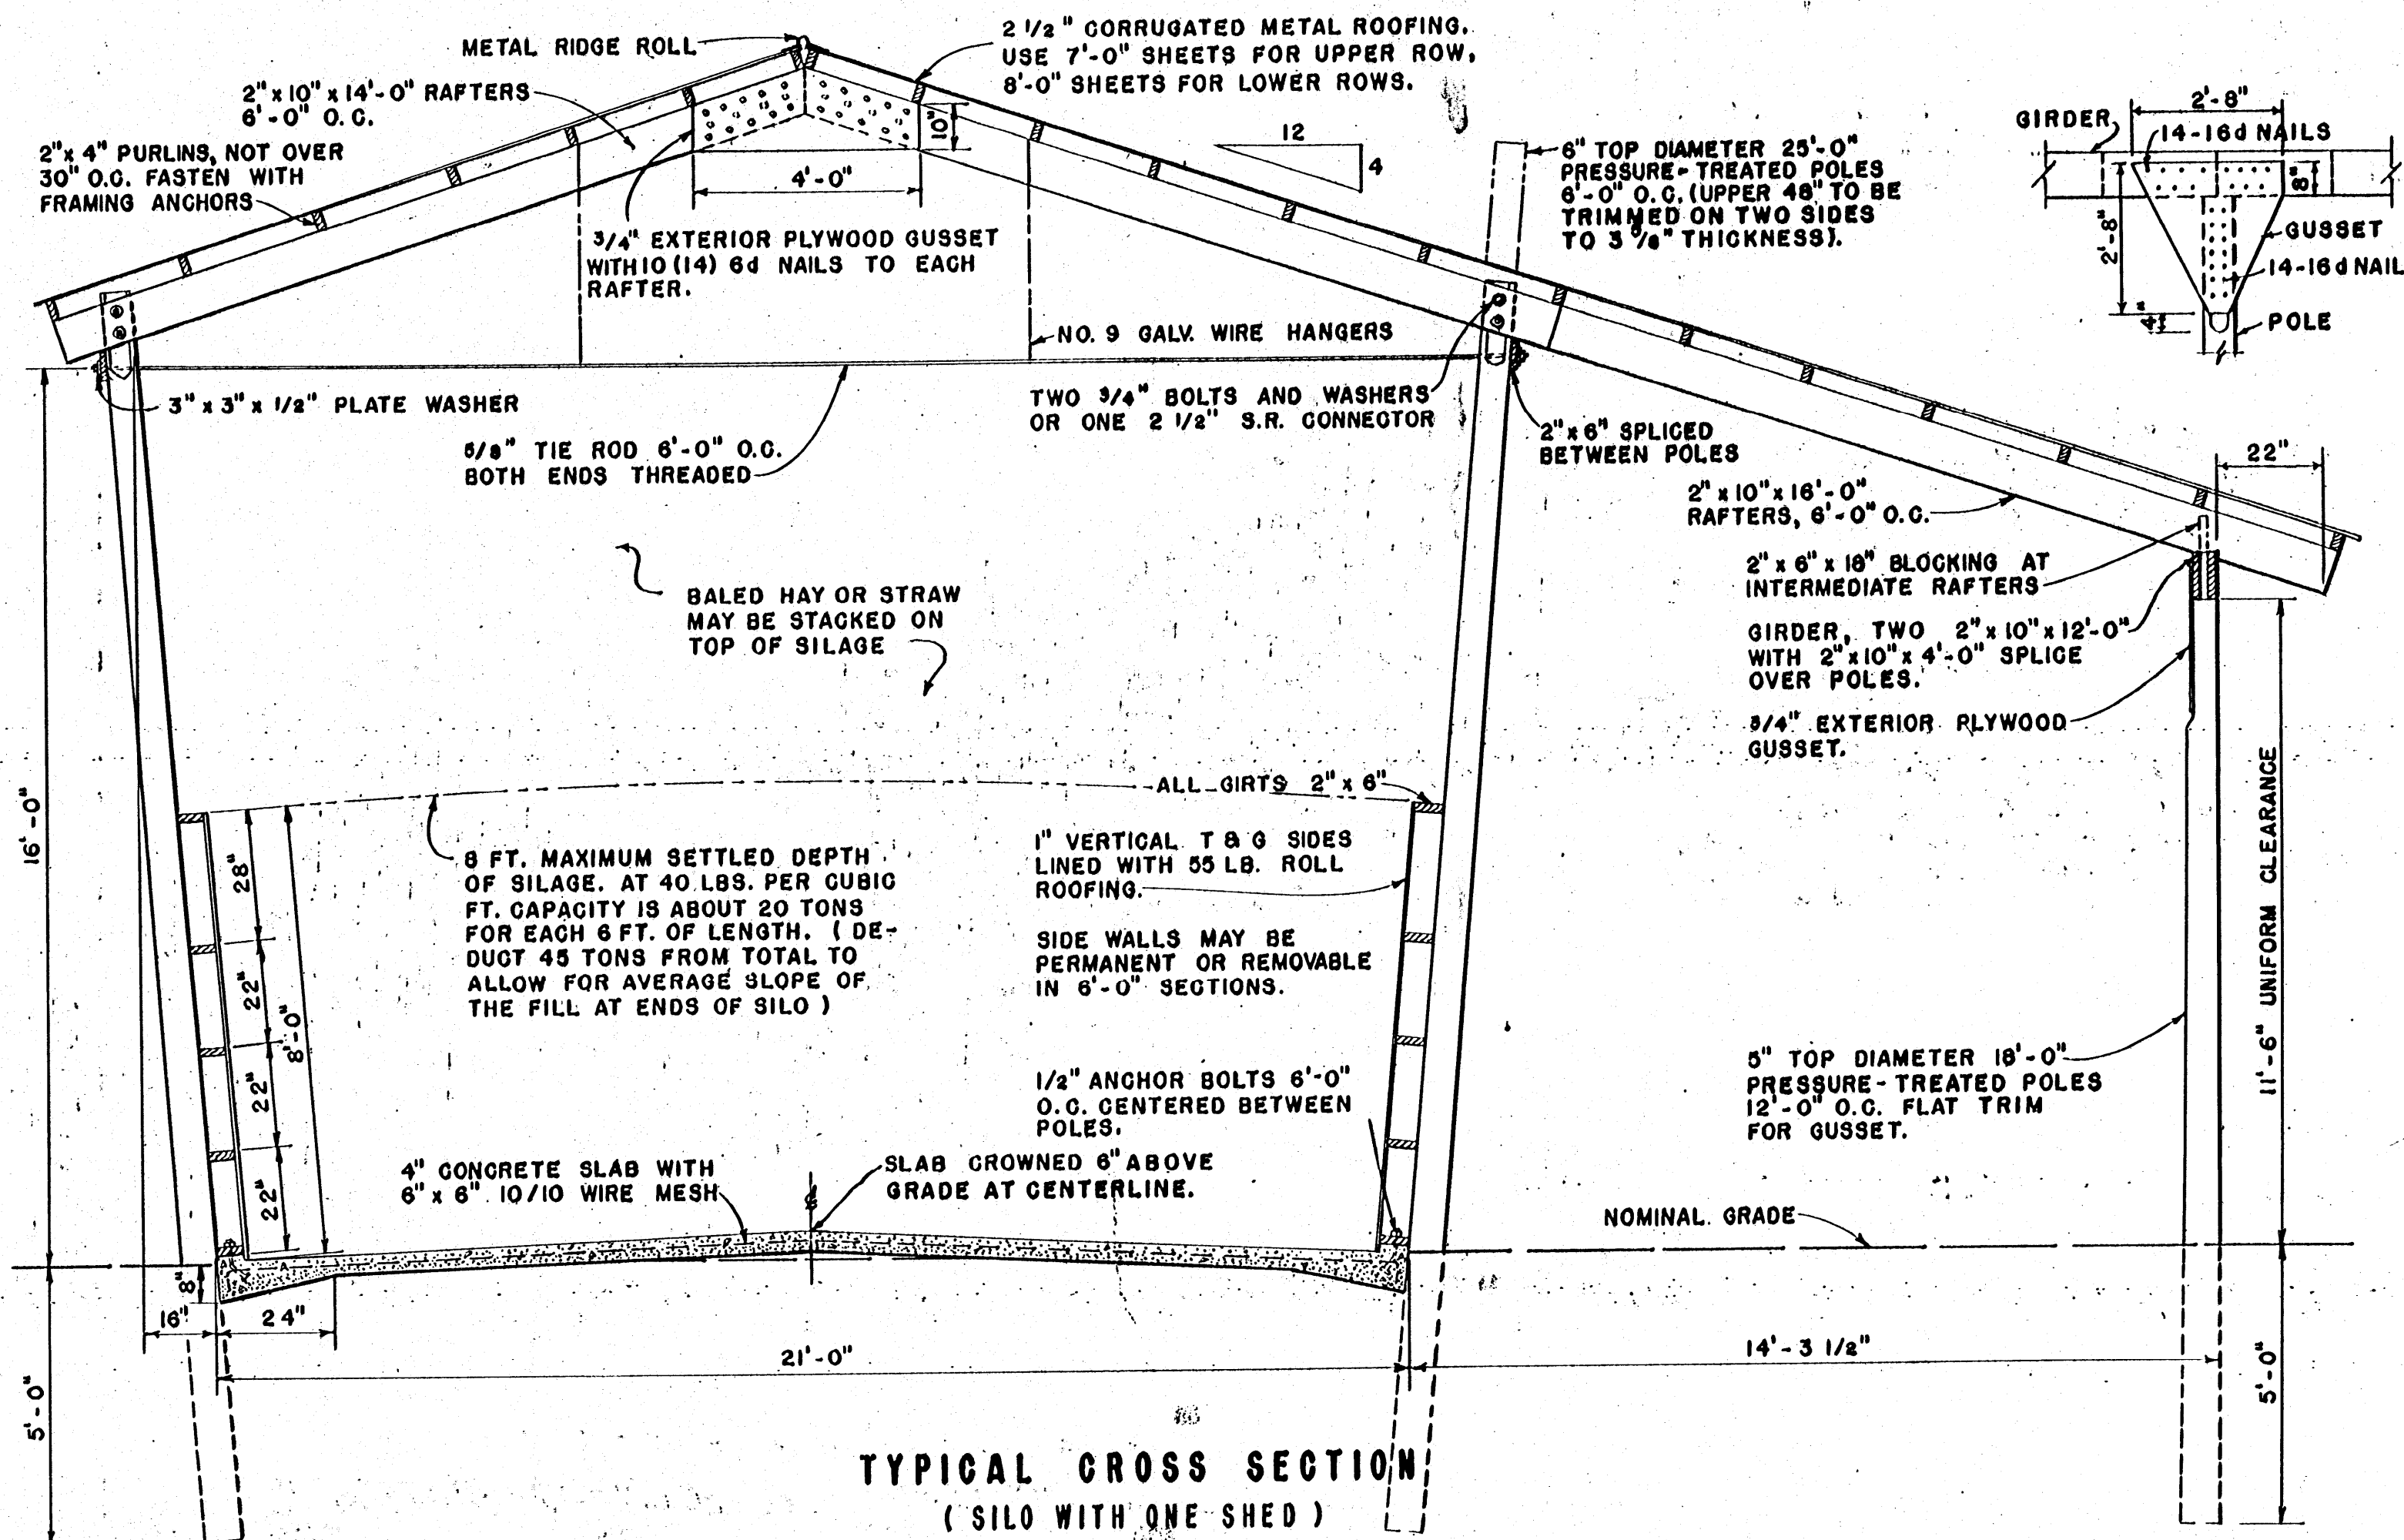 METAL RIDGE ROLL
2 1/2" CORRUGATED METAL ROOFING.
USE 7'-0" SHEETS FOR UPPER ROW,
8'-0" SHEETS FOR LOWER ROWS.
2" x 10" x 14'-0" RAFTERS
6'-0" O.C.
2" x 4" PURLINS, NOT OVER
30" O.C. FASTEN WITH
FRAMING ANCHORS
10"
4'-0"
12
4
3/4" EXTERIOR PLYWOOD GUSSET
WITH 10 (14) 6d NAILS TO EACH
RAFTER.
6" TOP DIAMETER 25'-0"
PRESSURE-TREATED POLES
6'-0" O.C. (UPPER 48" TO BE
TRIMMED ON TWO SIDES
TO 3 5/8" THICKNESS).
2'-8"
GIRDER
14-16d NAILS
8"
2'-8"
GUSSET
14-16d NAIL
4"
POLE
NO. 9 GALV. WIRE HANGERS
3" x 3" x 1/2" PLATE WASHER
TWO 3/4" BOLTS AND WASHERS
OR ONE 2 1/2" S.R. CONNECTOR
5/8" TIE ROD 6'-0" O.C.
BOTH ENDS THREADED
2" x 6" SPLICED
BETWEEN POLES
22"
2" x 10" x 16'-0"
RAFTERS, 6'-0" O.C.
2" x 6" x 18" BLOCKING AT
INTERMEDIATE RAFTERS
BALED HAY OR STRAW
MAY BE STACKED ON
TOP OF SILAGE
GIRDER, TWO 2" x 10" x 12'-0"
WITH 2" x 10" x 4'-0" SPLICE
OVER POLES.
3/4" EXTERIOR PLYWOOD
GUSSET.
16'-0"
ALL GIRTS 2" x 6"
11'-6" UNIFORM CLEARANCE
28"
22"
22"
22"
8'-0"
8 FT. MAXIMUM SETTLED DEPTH
OF SILAGE. AT 40 LBS. PER CUBIC
FT. CAPACITY IS ABOUT 20 TONS
FOR EACH 6 FT. OF LENGTH. ( DE-
DUCT 45 TONS FROM TOTAL TO
ALLOW FOR AVERAGE SLOPE OF
THE FILL AT ENDS OF SILO )
1" VERTICAL T & G SIDES
LINED WITH 55 LB. ROLL
ROOFING.
SIDE WALLS MAY BE
PERMANENT OR REMOVABLE
IN 6'-0" SECTIONS.
1/2" ANCHOR BOLTS 6'-0"
O.C. CENTERED BETWEEN
POLES.
5" TOP DIAMETER 18'-0"
PRESSURE-TREATED POLES
12'-0" O.C. FLAT TRIM
FOR GUSSET.
4" CONCRETE SLAB WITH
6" x 6" 10/10 WIRE MESH
SLAB CROWNED 6" ABOVE
GRADE AT CENTERLINE.
NOMINAL GRADE
8"
16"
24"
21'-0"
14'-3 1/2"
5'-0"
5'-0"
TYPICAL CROSS SECTION
( SILO WITH ONE SHED )